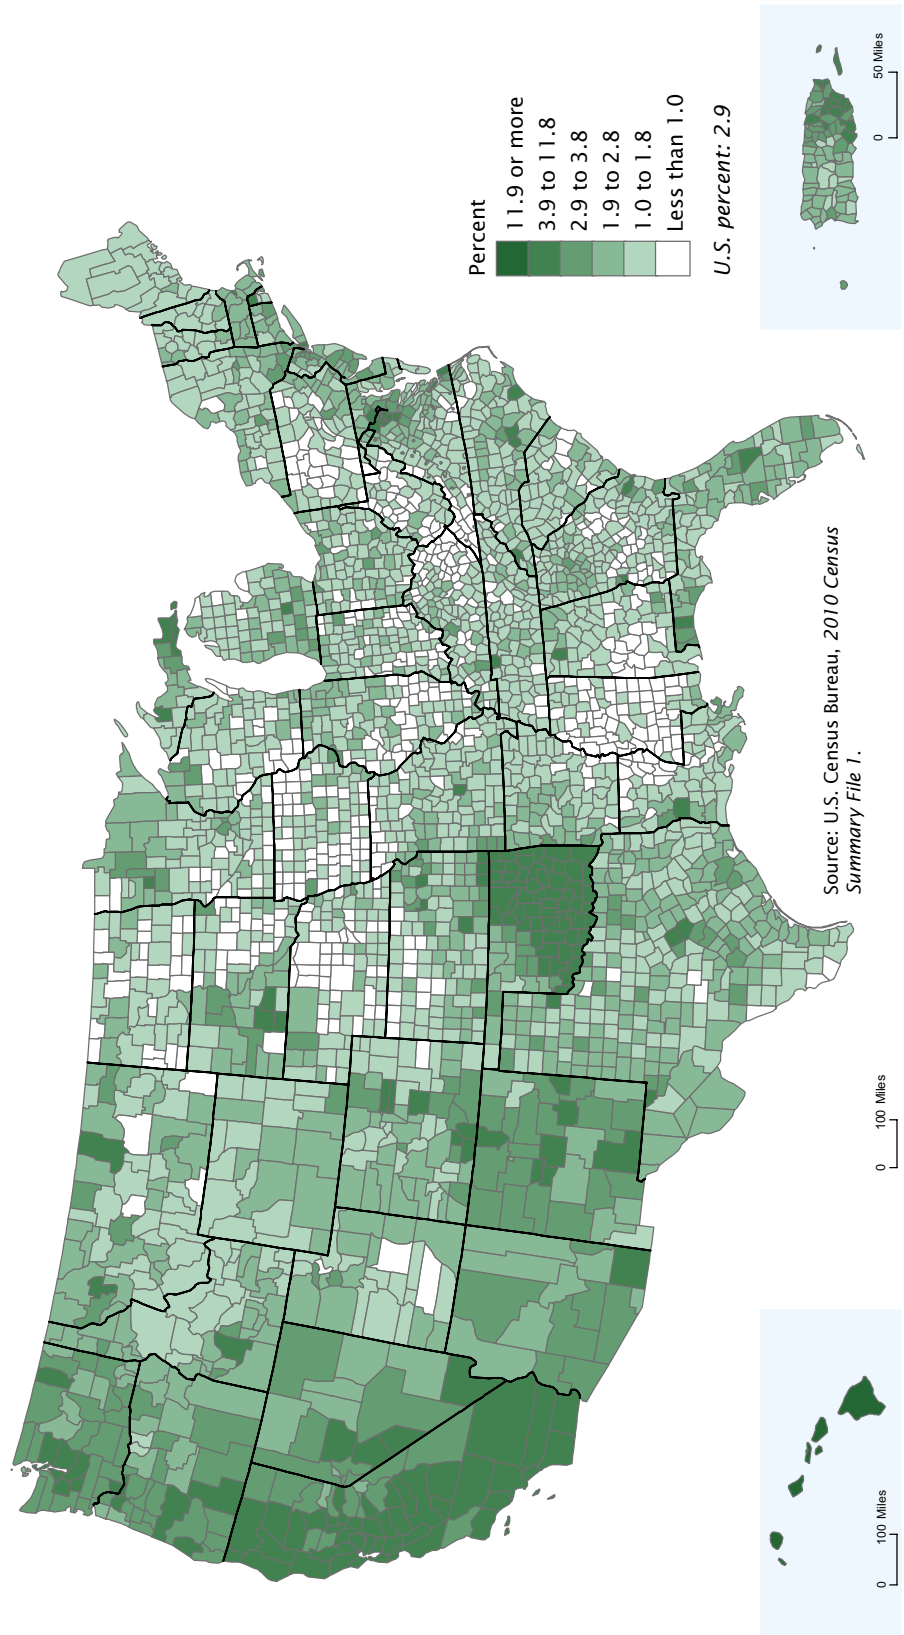 Percent
11.9 or more
3.9 to 11.8
2.9 to 3.8
1.9 to 2.8
1.0 to 1.8
Less than 1.0
U.S. percent: 2.9
Source: U.S. Census Bureau, 2010 Census
Summary File 1.
0 100 Miles
0 100 Miles
0 50 Miles